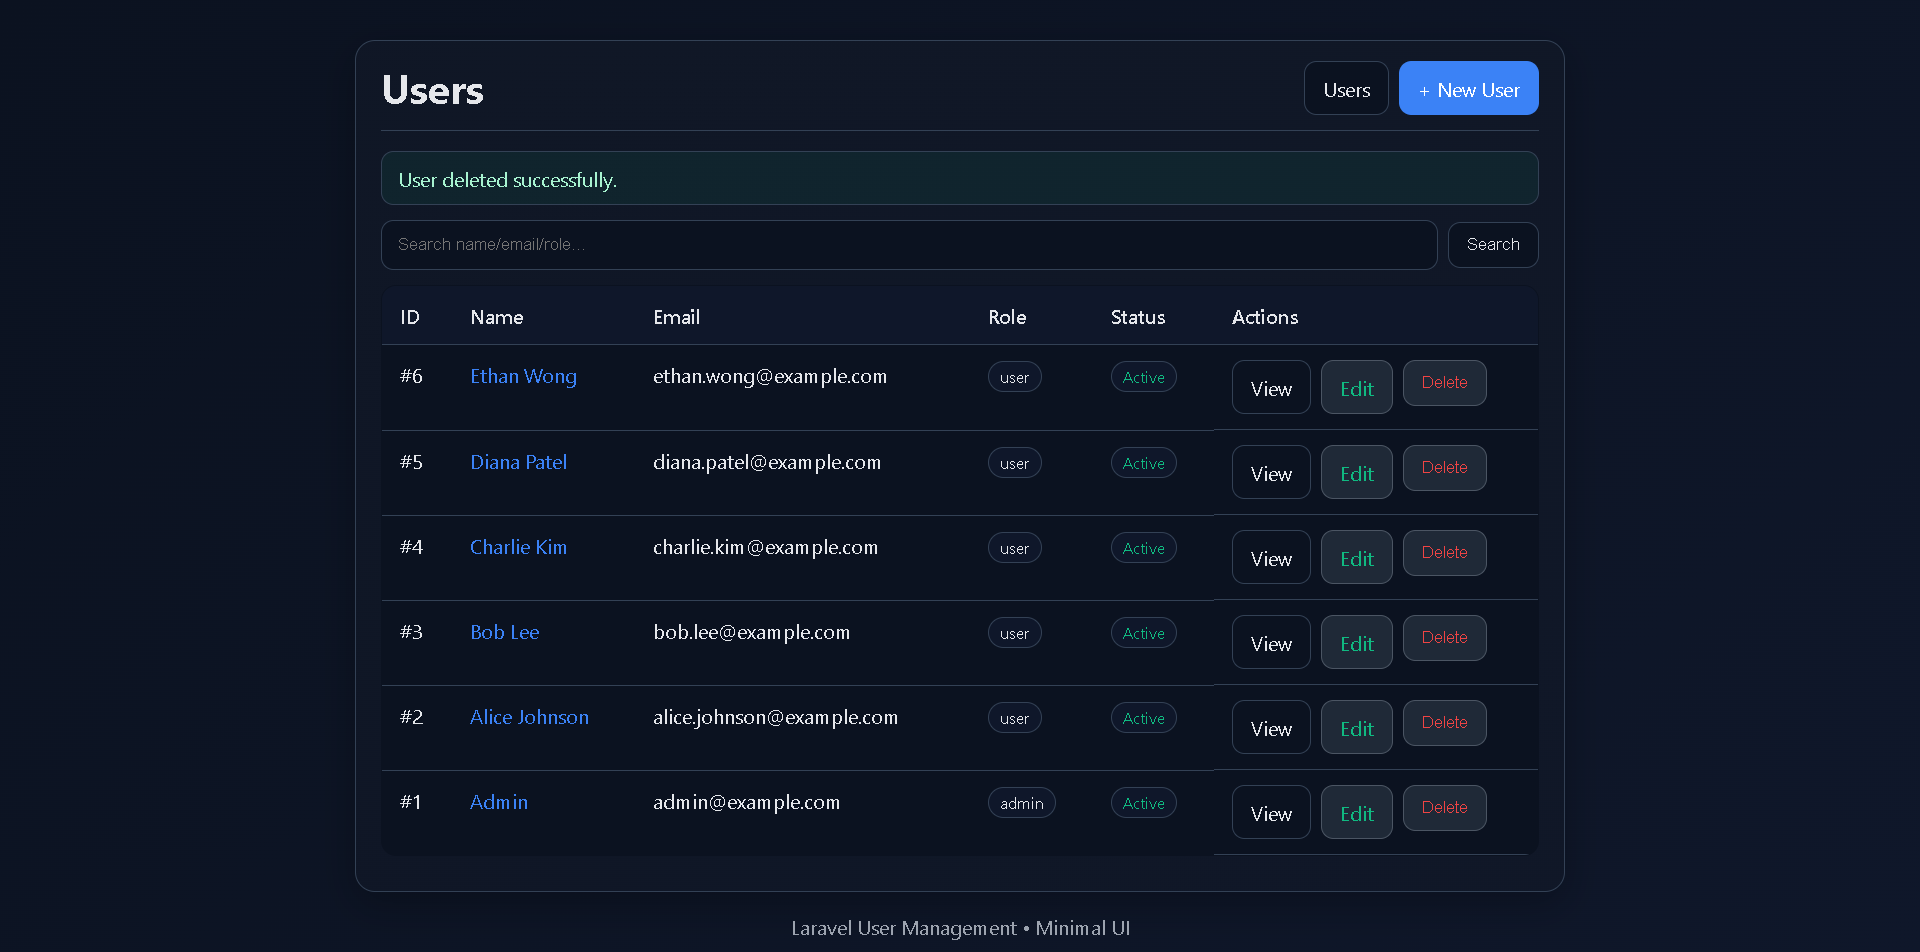 Users Users + New User
User deleted successfully.
Search name/email/role... Search
ID Name Email Role Status Actions
#6 Ethan Wong ethan.wong@example.com user Active View Edit Delete
#5 Diana Patel diana.patel@example.com user Active View Edit Delete
#4 Charlie Kim charlie.kim@example.com user Active View Edit Delete
#3 Bob Lee bob.lee@example.com user Active View Edit Delete
#2 Alice Johnson alice.johnson@example.com user Active View Edit Delete
#1 Admin admin@example.com admin Active View Edit Delete
Laravel User Management • Minimal UI